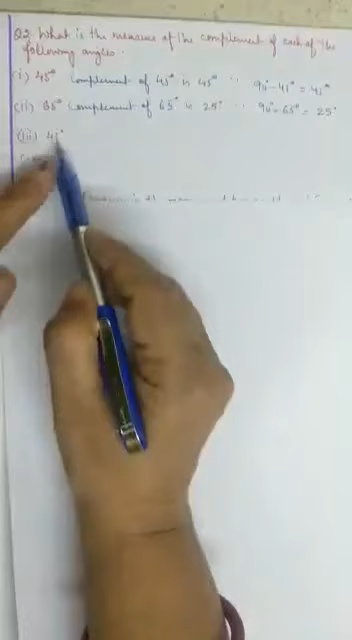 Q2 What is the measure of the complement of each of the
following angles.
(i) 45° Complement of 45° is 45° ∵ 90° - 45° = 45°
(ii) 65° Complement of 65° is 25° ∵ 90° - 65° = 25°
(iii) 41°